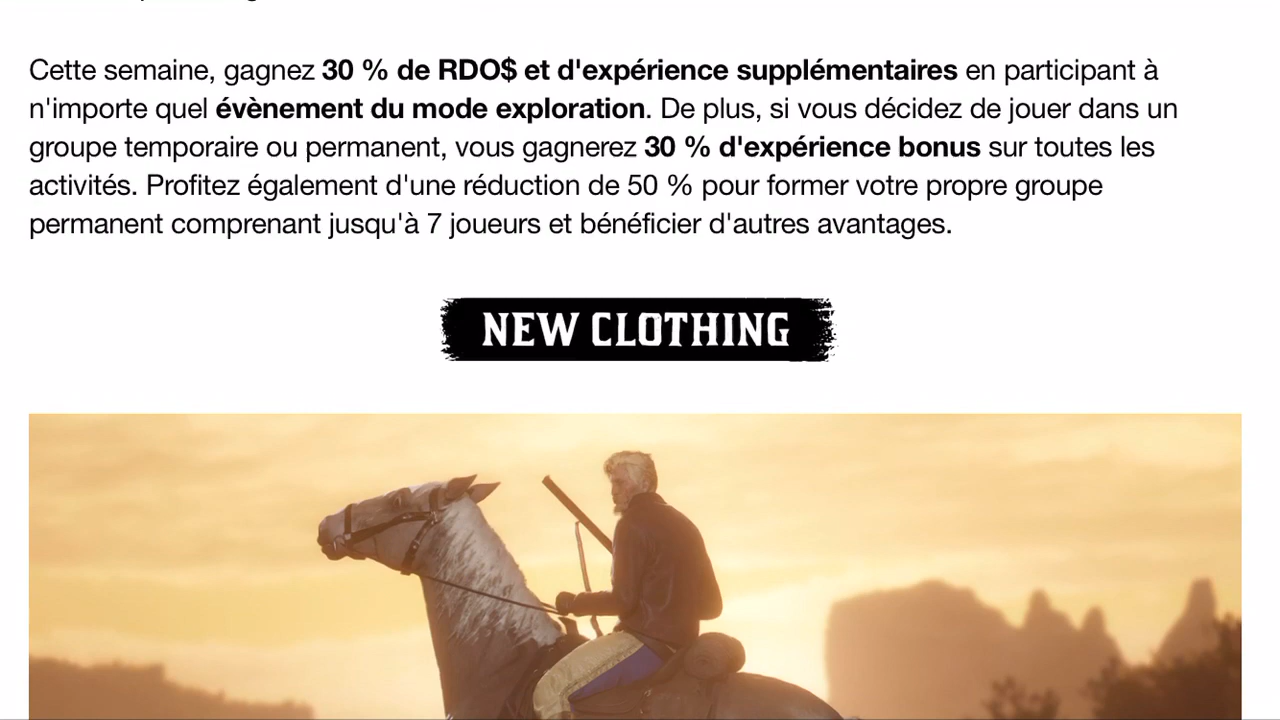 Cette semaine, gagnez 30 % de RDO$ et d'expérience supplémentaires en participant à
n'importe quel évènement du mode exploration. De plus, si vous décidez de jouer dans un
groupe temporaire ou permanent, vous gagnerez 30 % d'expérience bonus sur toutes les
activités. Profitez également d'une réduction de 50 % pour former votre propre groupe
permanent comprenant jusqu'à 7 joueurs et bénéficier d'autres avantages.
NEW CLOTHING